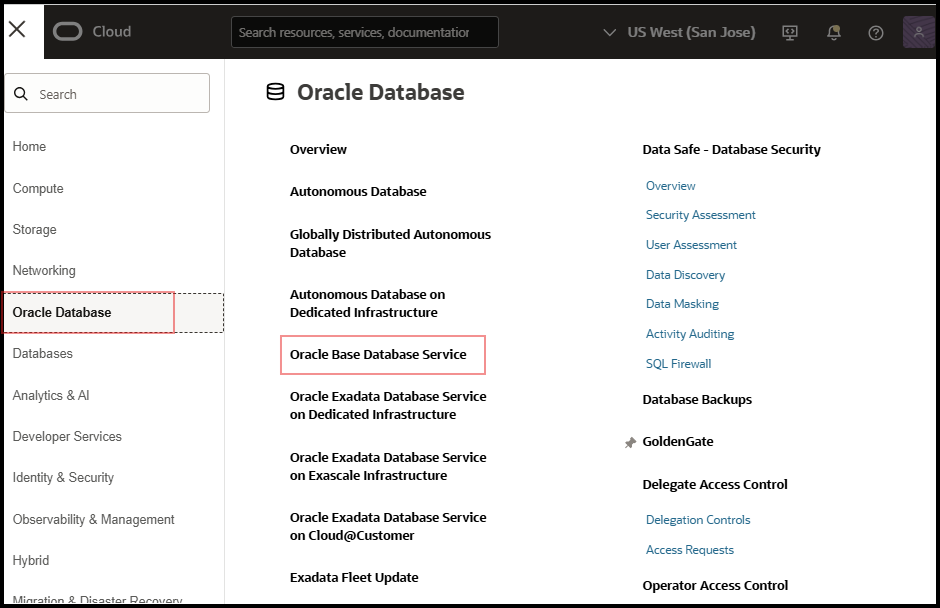 Cloud
Search resources, services, documentation
US West (San Jose)
Search
Home
Compute
Storage
Networking
Oracle Database
Databases
Analytics & AI
Developer Services
Identity & Security
Observability & Management
Hybrid
Migration & Disaster Recovery
Oracle Database
Overview
Autonomous Database
Globally Distributed Autonomous
Database
Autonomous Database on
Dedicated Infrastructure
Oracle Base Database Service
Oracle Exadata Database Service
on Dedicated Infrastructure
Oracle Exadata Database Service
on Exascale Infrastructure
Oracle Exadata Database Service
on Cloud@Customer
Exadata Fleet Update
Data Safe - Database Security
Overview
Security Assessment
User Assessment
Data Discovery
Data Masking
Activity Auditing
SQL Firewall
Database Backups
GoldenGate
Delegate Access Control
Delegation Controls
Access Requests
Operator Access Control